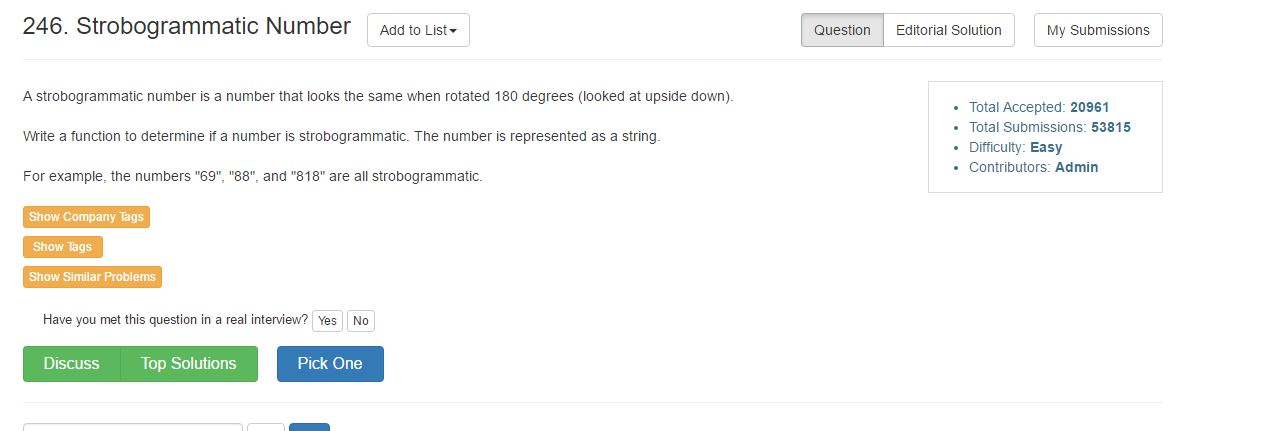 246. Strobogrammatic Number Add to List Question Editorial Solution My Submissions
A strobogrammatic number is a number that looks the same when rotated 180 degrees (looked at upside down).
Write a function to determine if a number is strobogrammatic. The number is represented as a string.
For example, the numbers "69", "88", and "818" are all strobogrammatic.
Total Accepted: 20961
Total Submissions: 53815
Difficulty: Easy
Contributors: Admin
Show Company Tags
Show Tags
Show Similar Problems
Have you met this question in a real interview? Yes No
Discuss Top Solutions Pick One